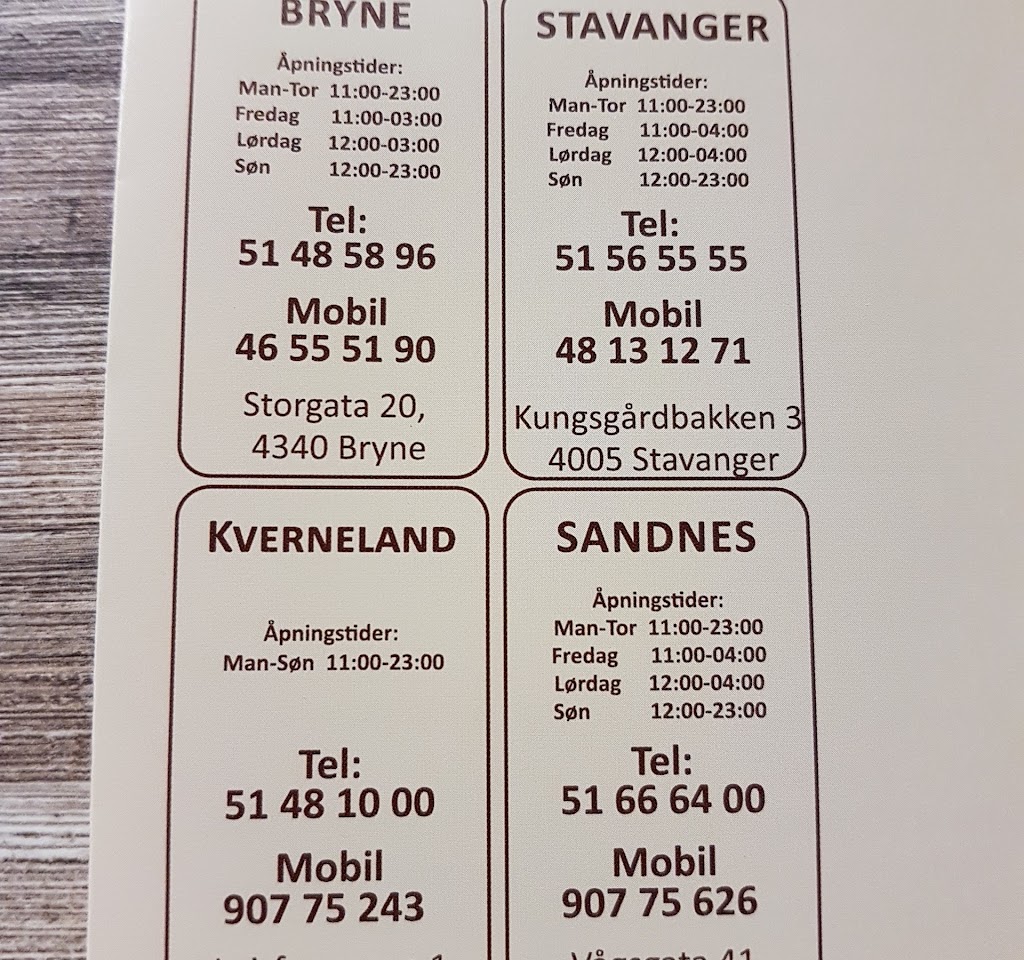 BRYNE
Åpningstider:
Man-Tor 11:00-23:00
Fredag 11:00-03:00
Lørdag 12:00-03:00
Søn 12:00-23:00
Tel:
51 48 58 96
Mobil
46 55 51 90
Storgata 20,
4340 Bryne
STAVANGER
Åpningstider:
Man-Tor 11:00-23:00
Fredag 11:00-04:00
Lørdag 12:00-04:00
Søn 12:00-23:00
Tel:
51 56 55 55
Mobil
48 13 12 71
Kungsgårdbakken 3
4005 Stavanger
KVERNELAND
Åpningstider:
Man-Søn 11:00-23:00
Tel:
51 48 10 00
Mobil
907 75 243
SANDNES
Åpningstider:
Man-Tor 11:00-23:00
Fredag 11:00-04:00
Lørdag 12:00-04:00
Søn 12:00-23:00
Tel:
51 66 64 00
Mobil
907 75 626
41